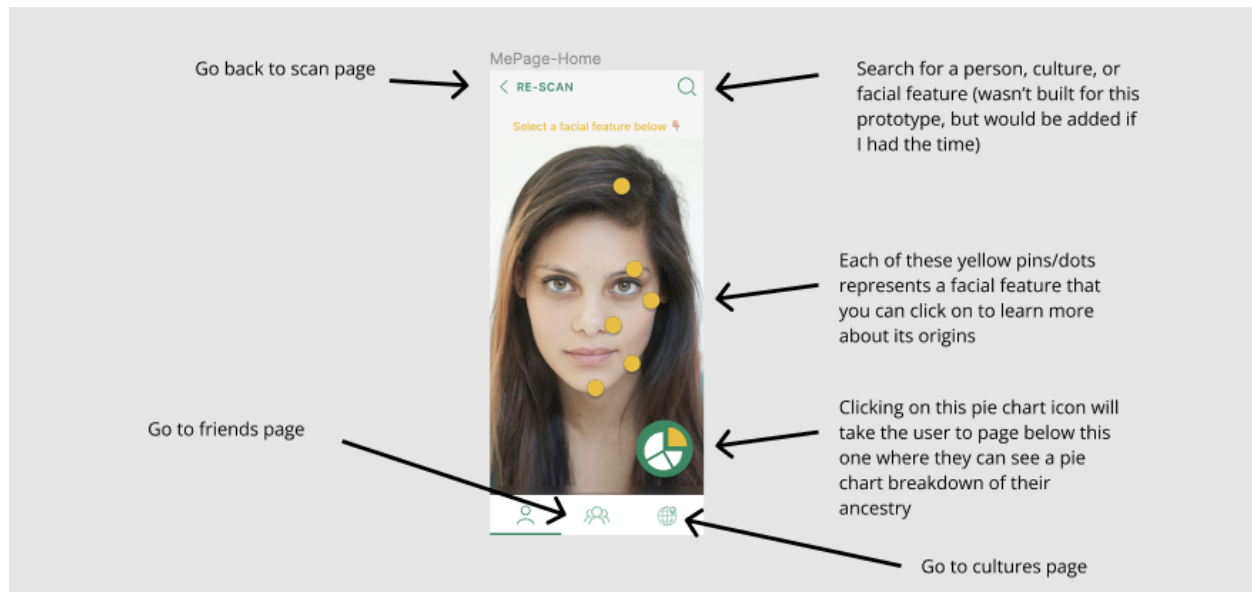 MePage-Home
Go back to scan page
RE-SCAN
Search for a person, culture, or
facial feature (wasn't built for this
prototype, but would be added if
I had the time)
Select a facial feature below
Each of these yellow pins/dots
represents a facial feature that
you can click on to learn more
about its origins
Clicking on this pie chart icon will
take the user to page below this
one where they can see a pie
chart breakdown of their
ancestry
Go to friends page
Go to cultures page